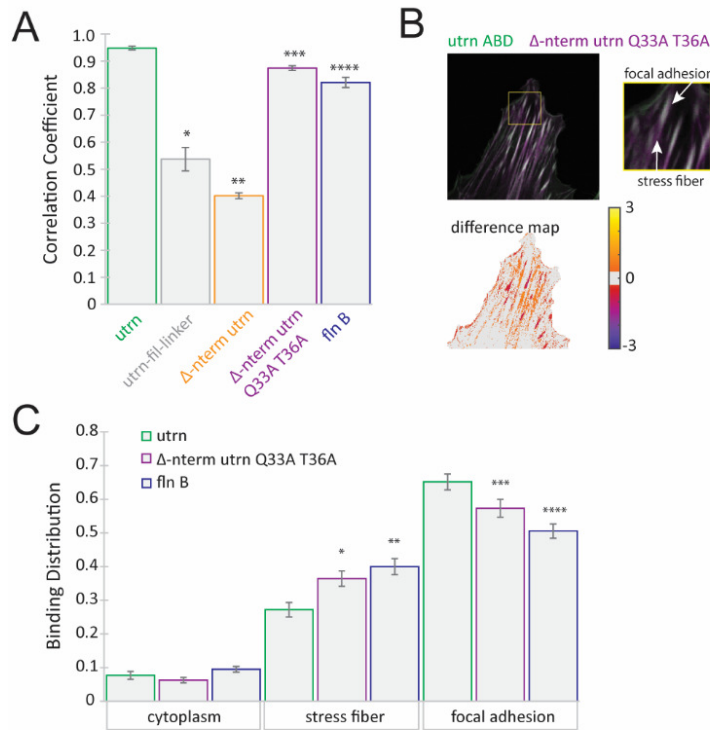 A
Correlation Coefficient
1.0
0.9
0.8
0.7
0.6
0.5
0.4
0.3
0.2
0.1
0
*
**
***
****
utrn
utrn-fil-linker
Δ-nterm utrn
Δ-nterm utrn
Q33A T36A
fln B
B
utrn ABD Δ-nterm utrn Q33A T36A
focal adhesion
stress fiber
difference map
3
0
-3
C
Binding Distribution
0.8
0.7
0.6
0.5
0.4
0.3
0.2
0.1
0
utrn
Δ-nterm utrn Q33A T36A
fln B
*
**
***
****
cytoplasm
stress fiber
focal adhesion